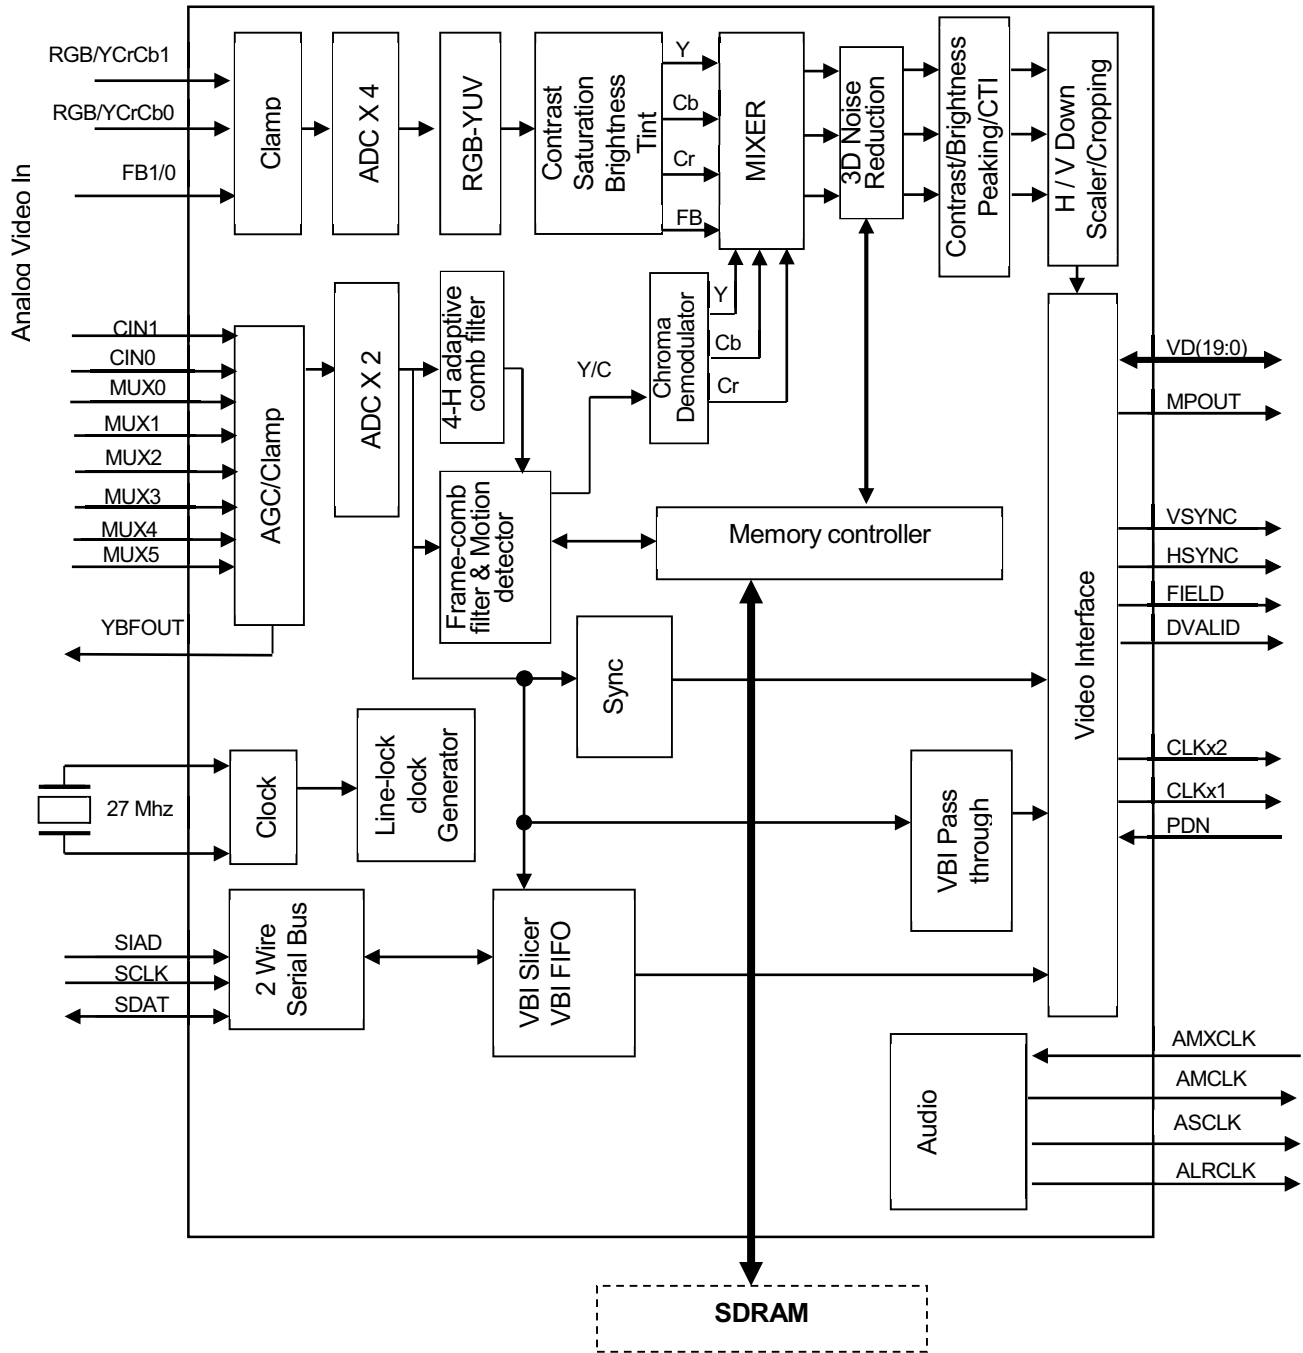 Analog Video In
RGB/YCrCb1
RGB/YCrCb0
FB1/0
Clamp
ADC X 4
RGB-YUV
Contrast
Saturation
Brightness
Tint
Y
Cb
Cr
FB
MIXER
3D Noise
Reduction
Contrast/Brightness
Peaking/CTI
H / V Down
Scaler/Cropping
CIN1
CIN0
MUX0
MUX1
MUX2
MUX3
MUX4
MUX5
YBFOUT
AGC/Clamp
ADC X 2
4-H adaptive
comb filter
Y/C
Chroma
Demodulator
Y
Cb
Cr
Frame-comb
filter & Motion
detector
Memory controller
Sync
Video Interface
VD(19:0)
MPOUT
VSYNC
HSYNC
FIELD
DVALID
CLKx2
CLKx1
PDN
27 Mhz
Clock
Line-lock
clock
Generator
VBI Pass
through
SIAD
SCLK
SDAT
2 Wire
Serial Bus
VBI Slicer
VBI FIFO
Audio
AMXCLK
AMCLK
ASCLK
ALRCLK
SDRAM